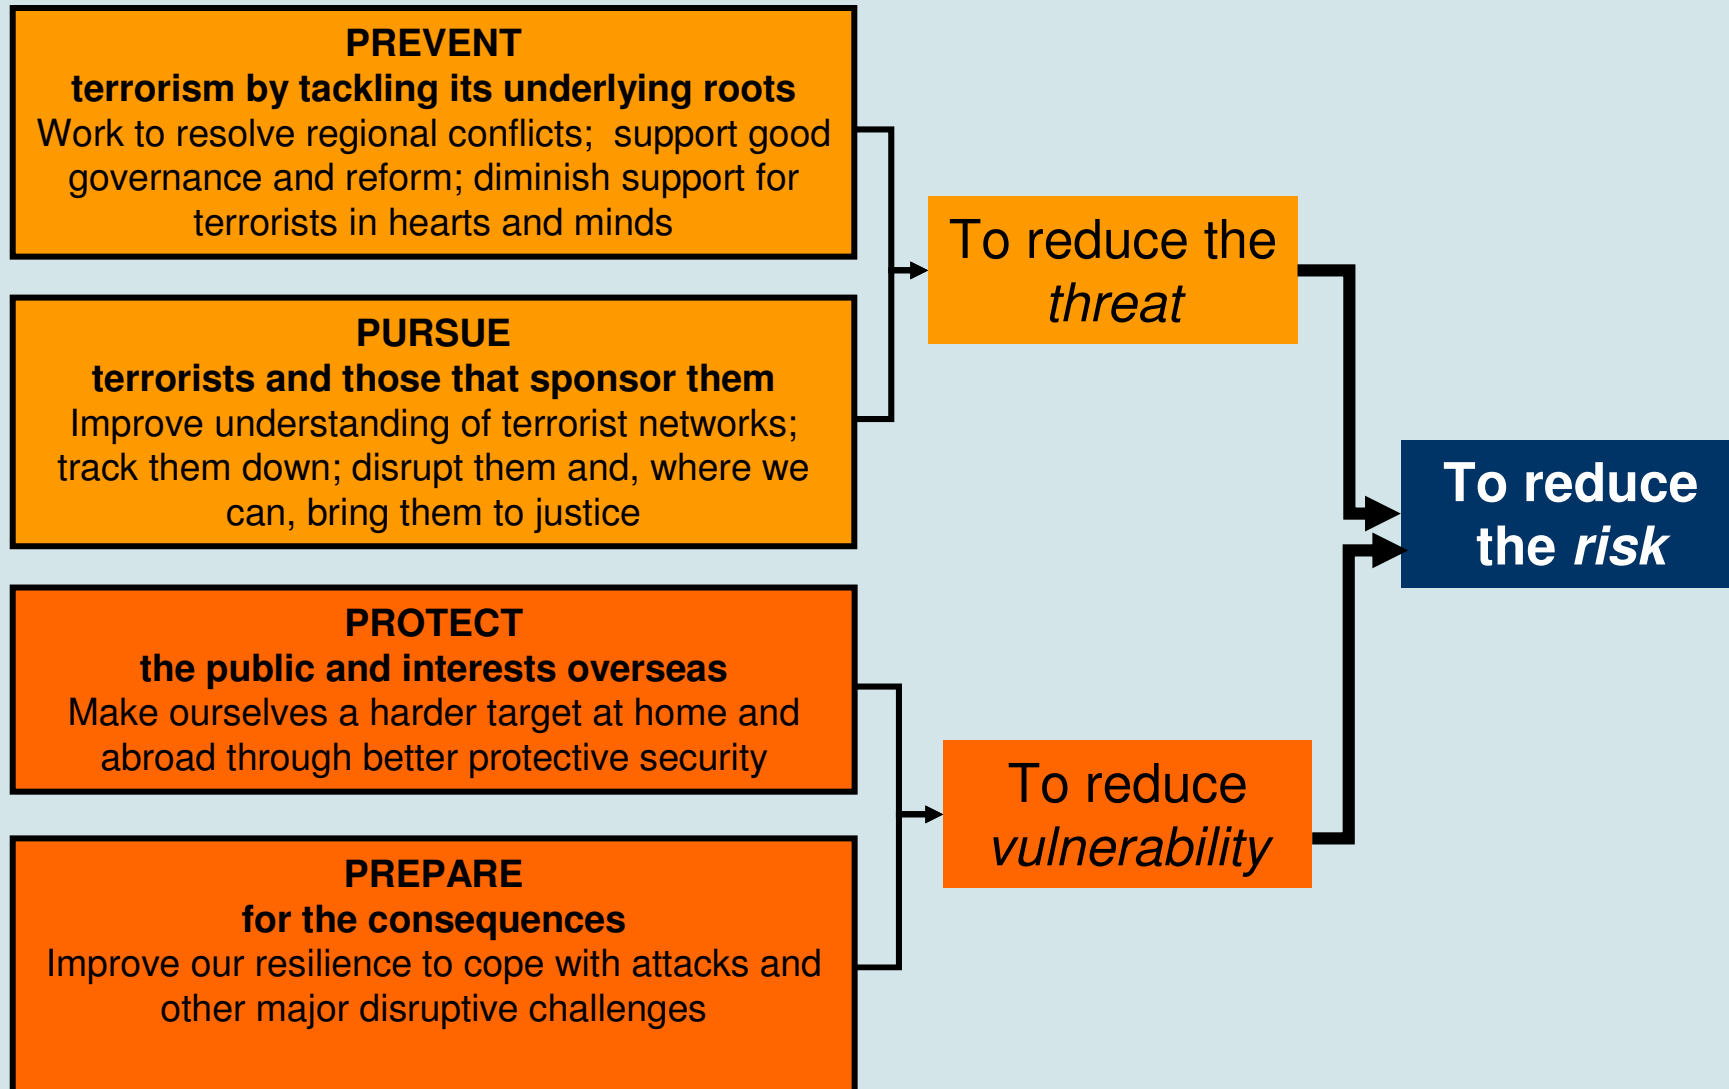 PREVENT
terrorism by tackling its underlying roots
Work to resolve regional conflicts;  support good
governance and reform; diminish support for
terrorists in hearts and minds
PURSUE
terrorists and those that sponsor them
Improve understanding of terrorist networks;
track them down; disrupt them and, where we
can, bring them to justice
PROTECT
the public and interests overseas
Make ourselves a harder target at home and
abroad through better protective security
PREPARE
for the consequences
Improve our resilience to cope with attacks and
other major disruptive challenges
To reduce the
threat
To reduce
vulnerability
To reduce
the risk